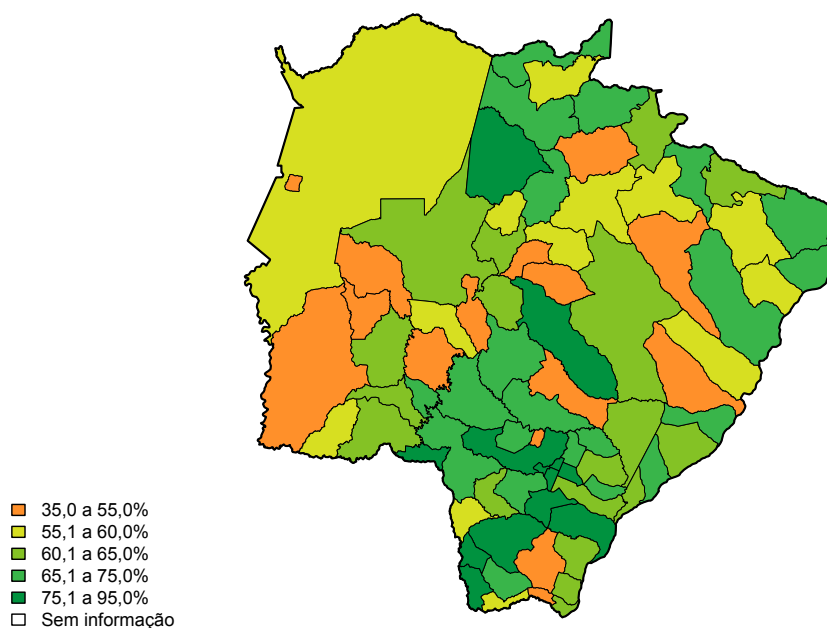 35,0 a 55,0%
55,1 a 60,0%
60,1 a 65,0%
65,1 a 75,0%
75,1 a 95,0%
Sem informação